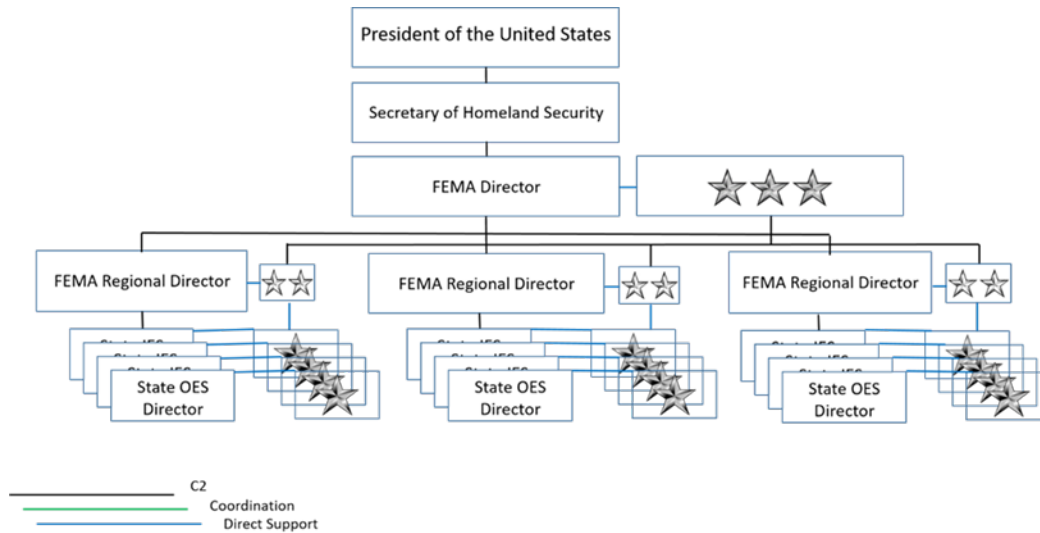 President of the United States
Secretary of Homeland Security
FEMA Director
FEMA Regional Director
FEMA Regional Director
FEMA Regional Director
State OES
Director
State OES
Director
State OES
Director
C2
Coordination
Direct Support